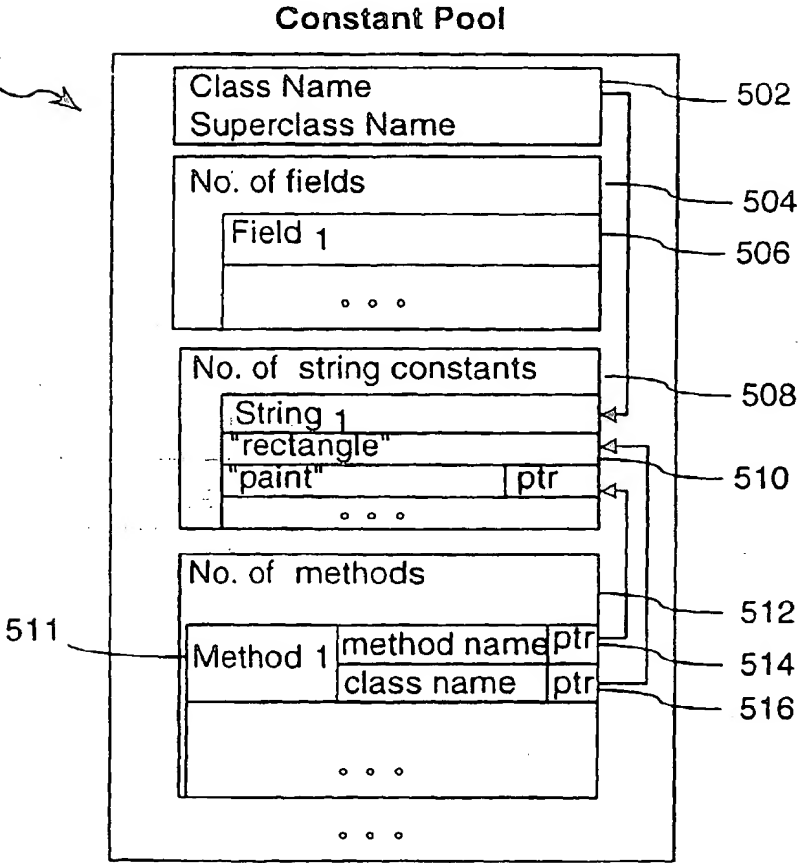 Constant Pool
Class Name
Superclass Name
502
No. of fields
504
Field 1
506
o o o
No. of string constants
508
String 1
"rectangle"
510
"paint" ptr
o o o
No. of methods
512
511
Method 1
method name ptr
514
class name ptr
516
o o o
o o o